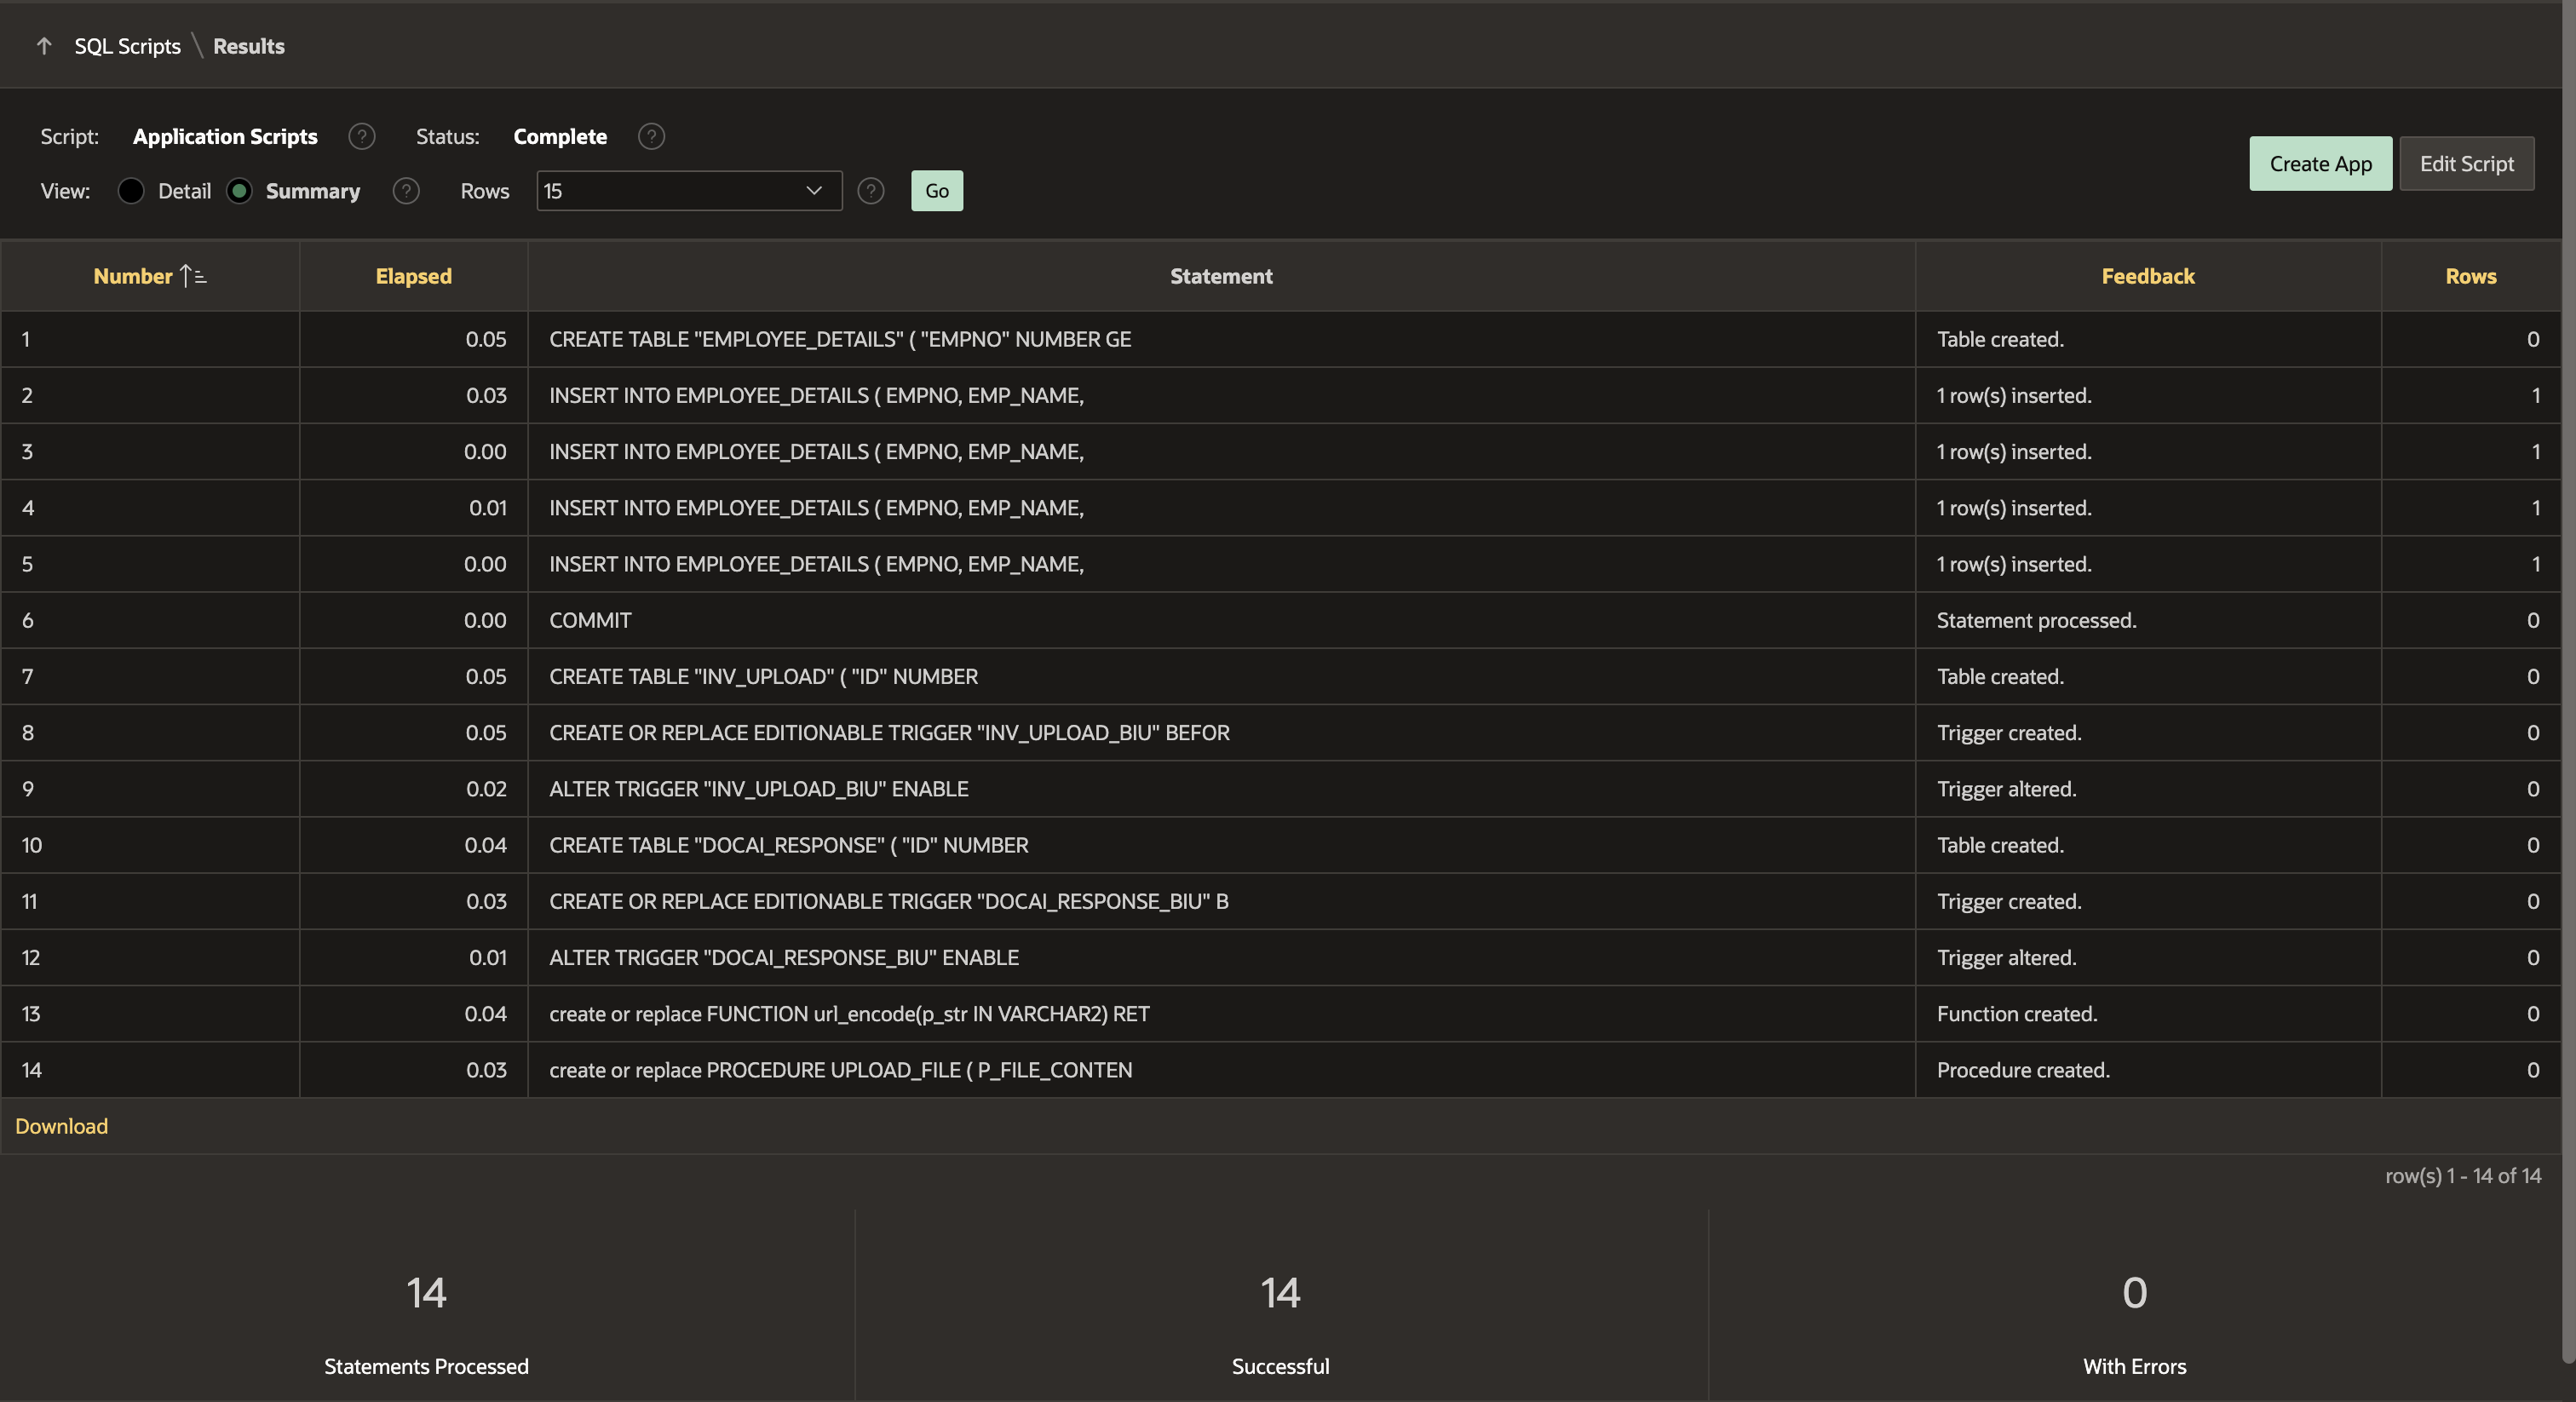 SQL Scripts \ Results
Script: Application Scripts ? Status: Complete ?
Create App Edit Script
View: Detail Summary ? Rows 15 ? Go
Number Elapsed Statement Feedback Rows
1 0.05 CREATE TABLE "EMPLOYEE_DETAILS" ( "EMPNO" NUMBER GE Table created. 0
2 0.03 INSERT INTO EMPLOYEE_DETAILS ( EMPNO, EMP_NAME, 1 row(s) inserted. 1
3 0.00 INSERT INTO EMPLOYEE_DETAILS ( EMPNO, EMP_NAME, 1 row(s) inserted. 1
4 0.01 INSERT INTO EMPLOYEE_DETAILS ( EMPNO, EMP_NAME, 1 row(s) inserted. 1
5 0.00 INSERT INTO EMPLOYEE_DETAILS ( EMPNO, EMP_NAME, 1 row(s) inserted. 1
6 0.00 COMMIT Statement processed. 0
7 0.05 CREATE TABLE "INV_UPLOAD" ( "ID" NUMBER Table created. 0
8 0.05 CREATE OR REPLACE EDITIONABLE TRIGGER "INV_UPLOAD_BIU" BEFOR Trigger created. 0
9 0.02 ALTER TRIGGER "INV_UPLOAD_BIU" ENABLE Trigger altered. 0
10 0.04 CREATE TABLE "DOCAI_RESPONSE" ( "ID" NUMBER Table created. 0
11 0.03 CREATE OR REPLACE EDITIONABLE TRIGGER "DOCAI_RESPONSE_BIU" B Trigger created. 0
12 0.01 ALTER TRIGGER "DOCAI_RESPONSE_BIU" ENABLE Trigger altered. 0
13 0.04 create or replace FUNCTION url_encode(p_str IN VARCHAR2) RET Function created. 0
14 0.03 create or replace PROCEDURE UPLOAD_FILE ( P_FILE_CONTEN Procedure created. 0
Download
row(s) 1 - 14 of 14
14 14 0
Statements Processed Successful With Errors